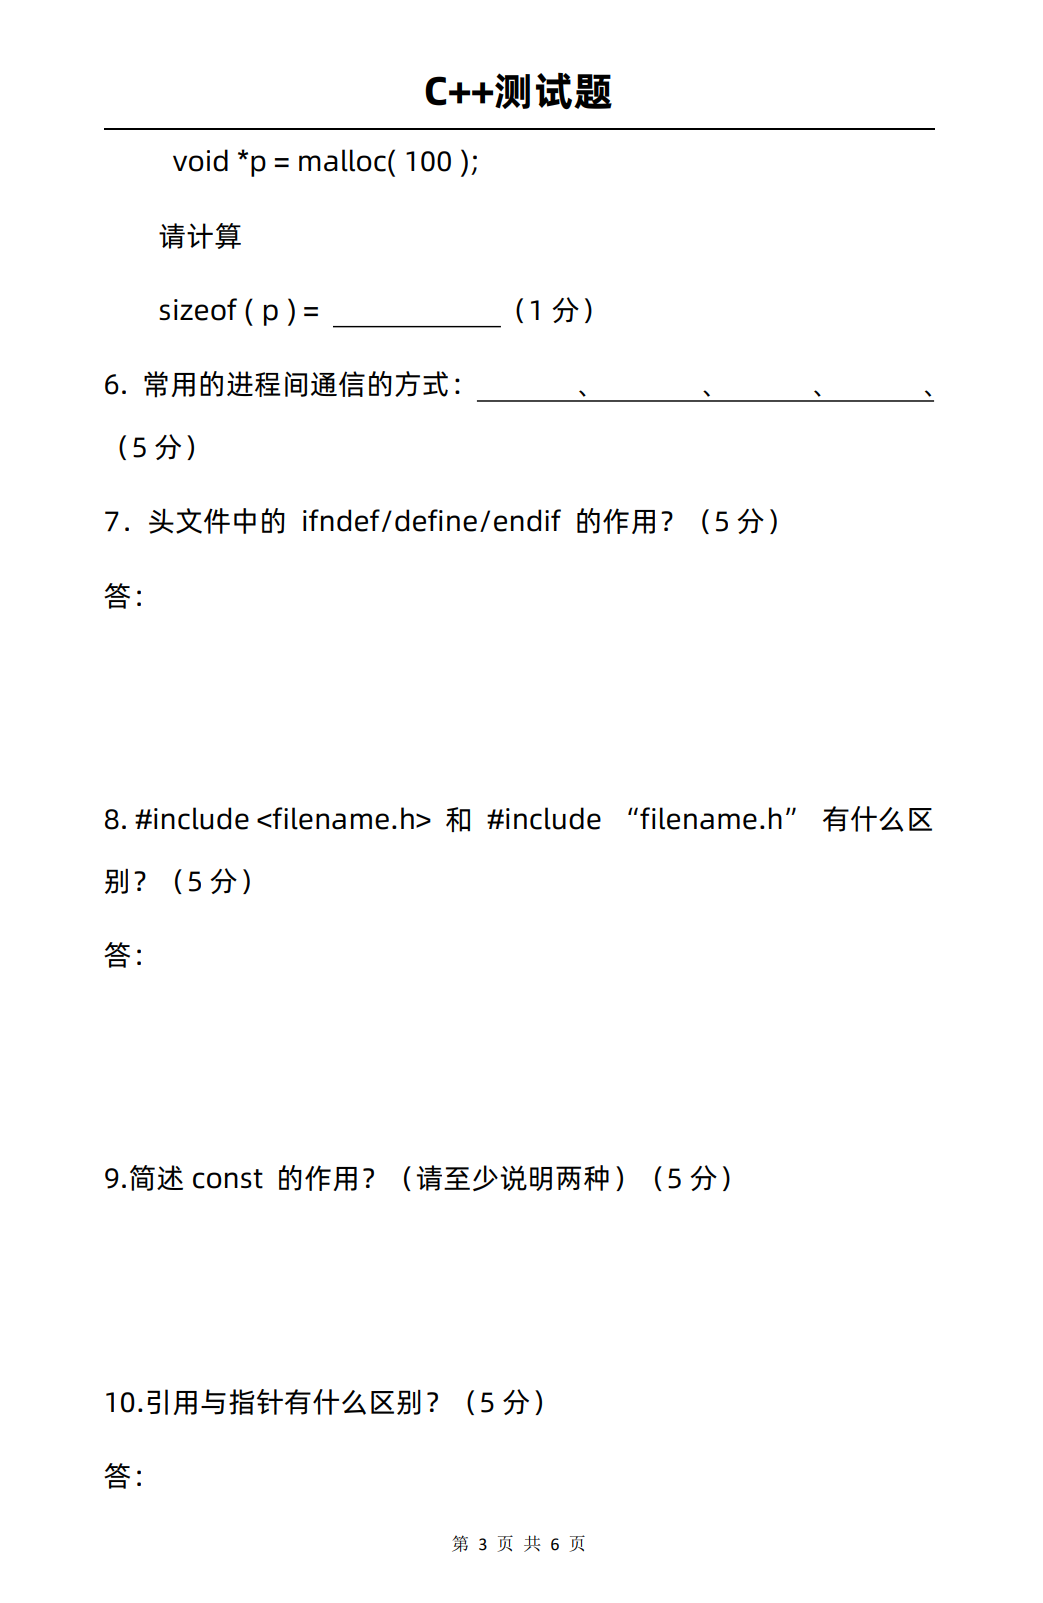 C++测试题
void *p = malloc( 100 );
请计算
sizeof ( p ) = ____________（1 分）
6. 常用的进程间通信的方式：________、________、________、________、
（5 分）
7．头文件中的 ifndef/define/endif 的作用？（5 分）
答：
8. #include <filename.h> 和 #include “filename.h” 有什么区
别？（5 分）
答：
9.简述 const 的作用？（请至少说明两种）（5 分）
10.引用与指针有什么区别？（5 分）
答：
第 3 页 共 6 页